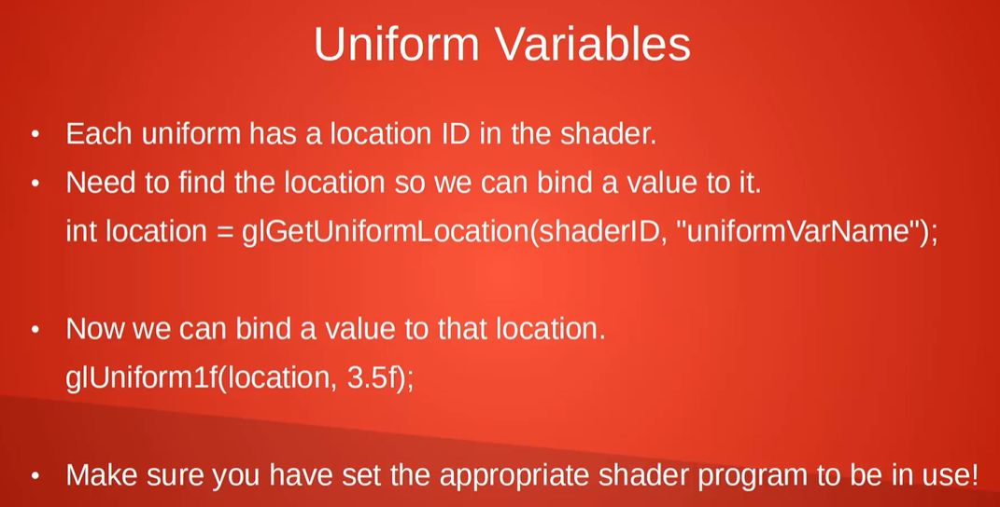 Uniform Variables
• Each uniform has a location ID in the shader.
• Need to find the location so we can bind a value to it.
int location = glGetUniformLocation(shaderID, "uniformVarName");
• Now we can bind a value to that location.
glUniform1f(location, 3.5f);
• Make sure you have set the appropriate shader program to be in use!